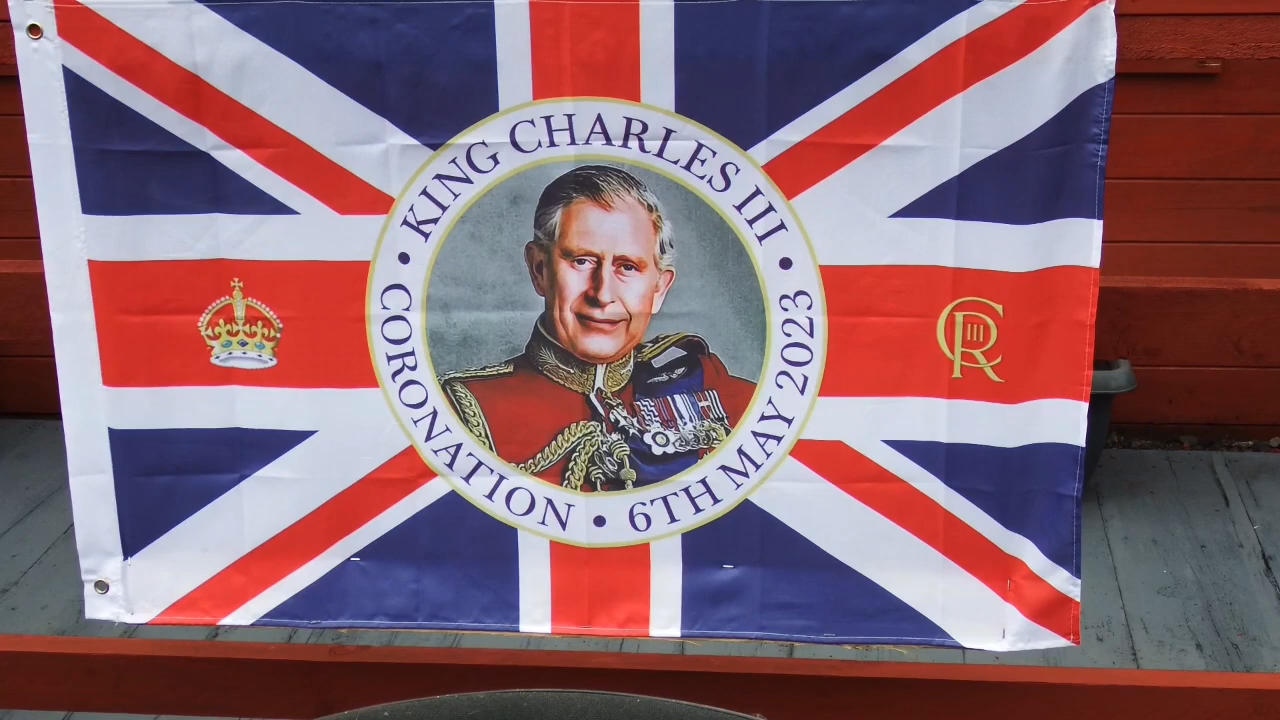 • KING CHARLES III •
CORONATION • 6TH MAY 2023
CR III